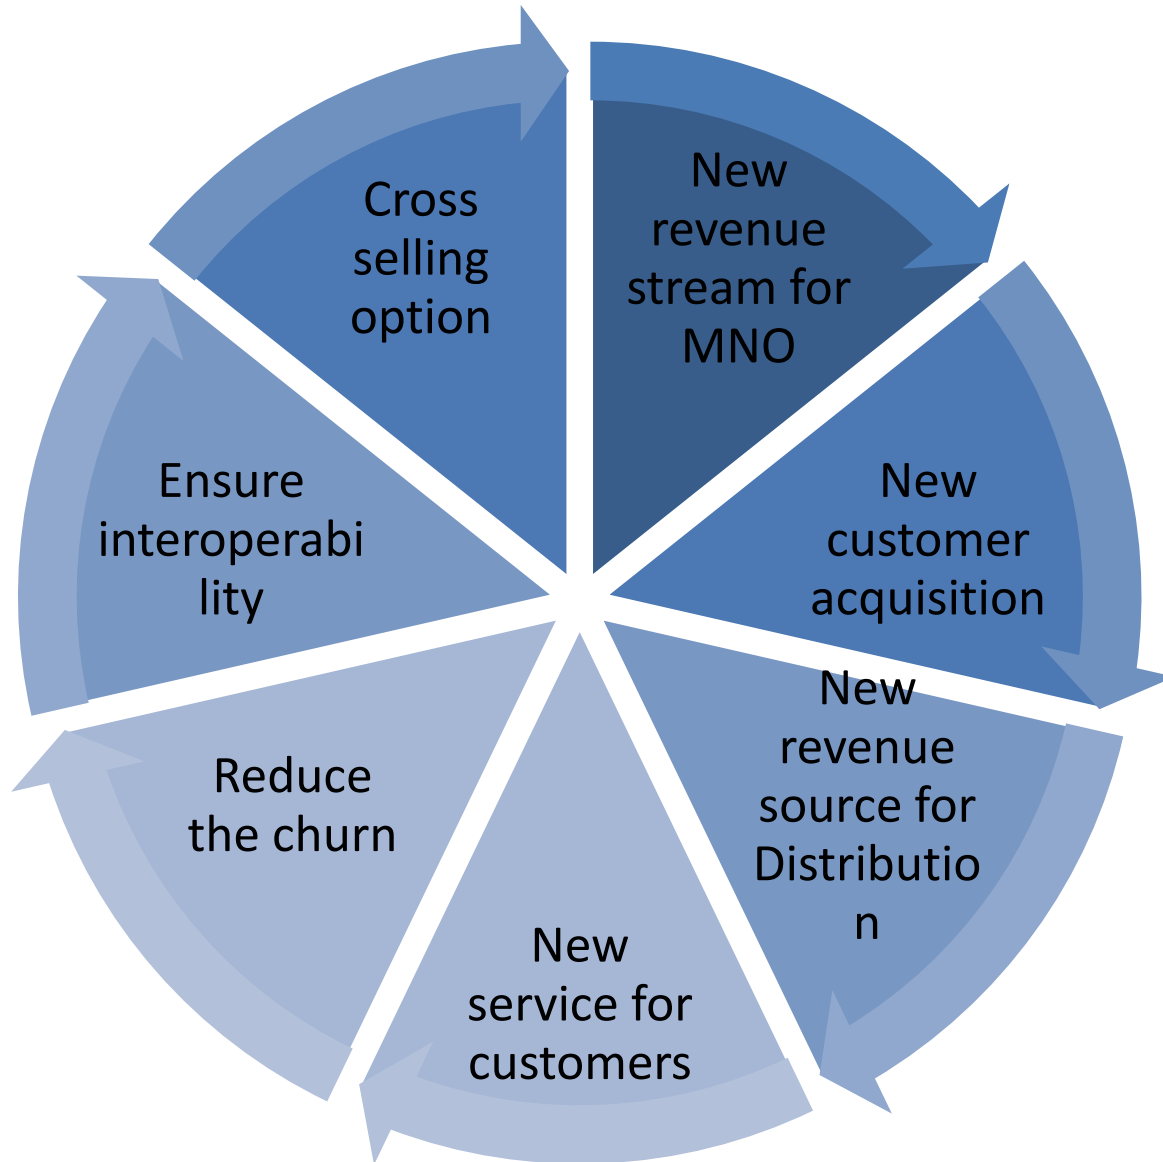 New
revenue
stream for
MNO
New
customer
acquisition
New
revenue
source for
Distributio
n
New
service for
customers
Reduce
the churn
Ensure
interoperabi
lity
Cross
selling
option